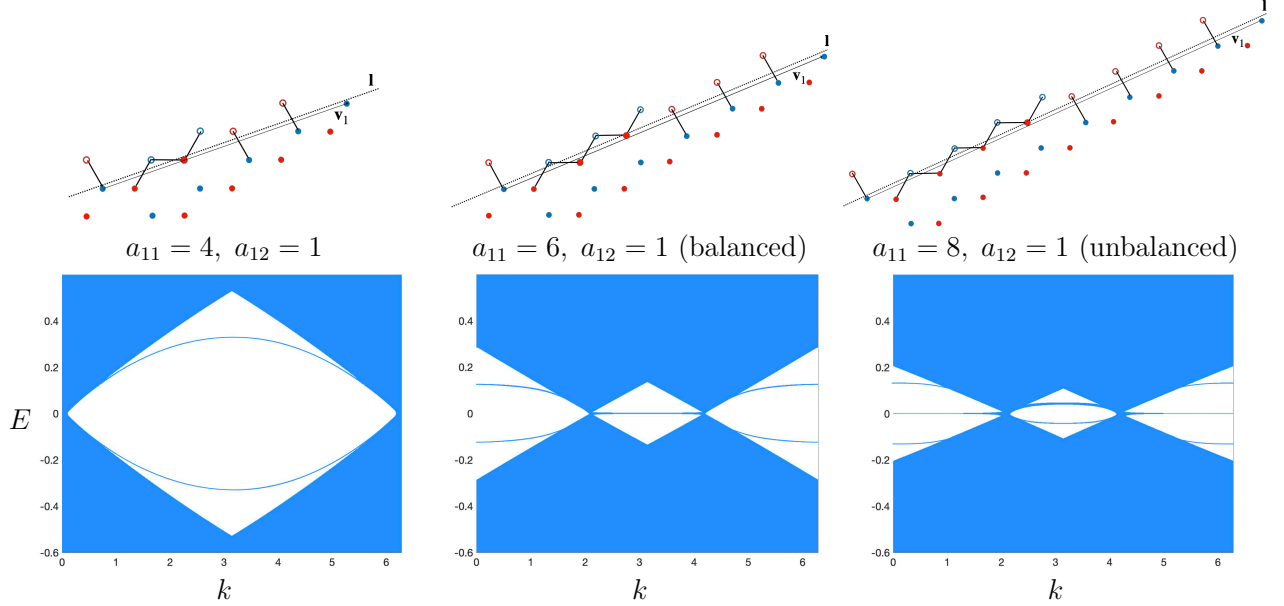 l
v₁
l
v₁
l
v₁
a₁₁ = 4, a₁₂ = 1
a₁₁ = 6, a₁₂ = 1 (balanced)
a₁₁ = 8, a₁₂ = 1 (unbalanced)
E
0.4
0.2
0
-0.2
-0.4
-0.6
0 1 2 3 4 5 6
k
0.4
0.2
0
-0.2
-0.4
-0.6
0 1 2 3 4 5 6
k
0.4
0.2
0
-0.2
-0.4
-0.6
0 1 2 3 4 5 6
k